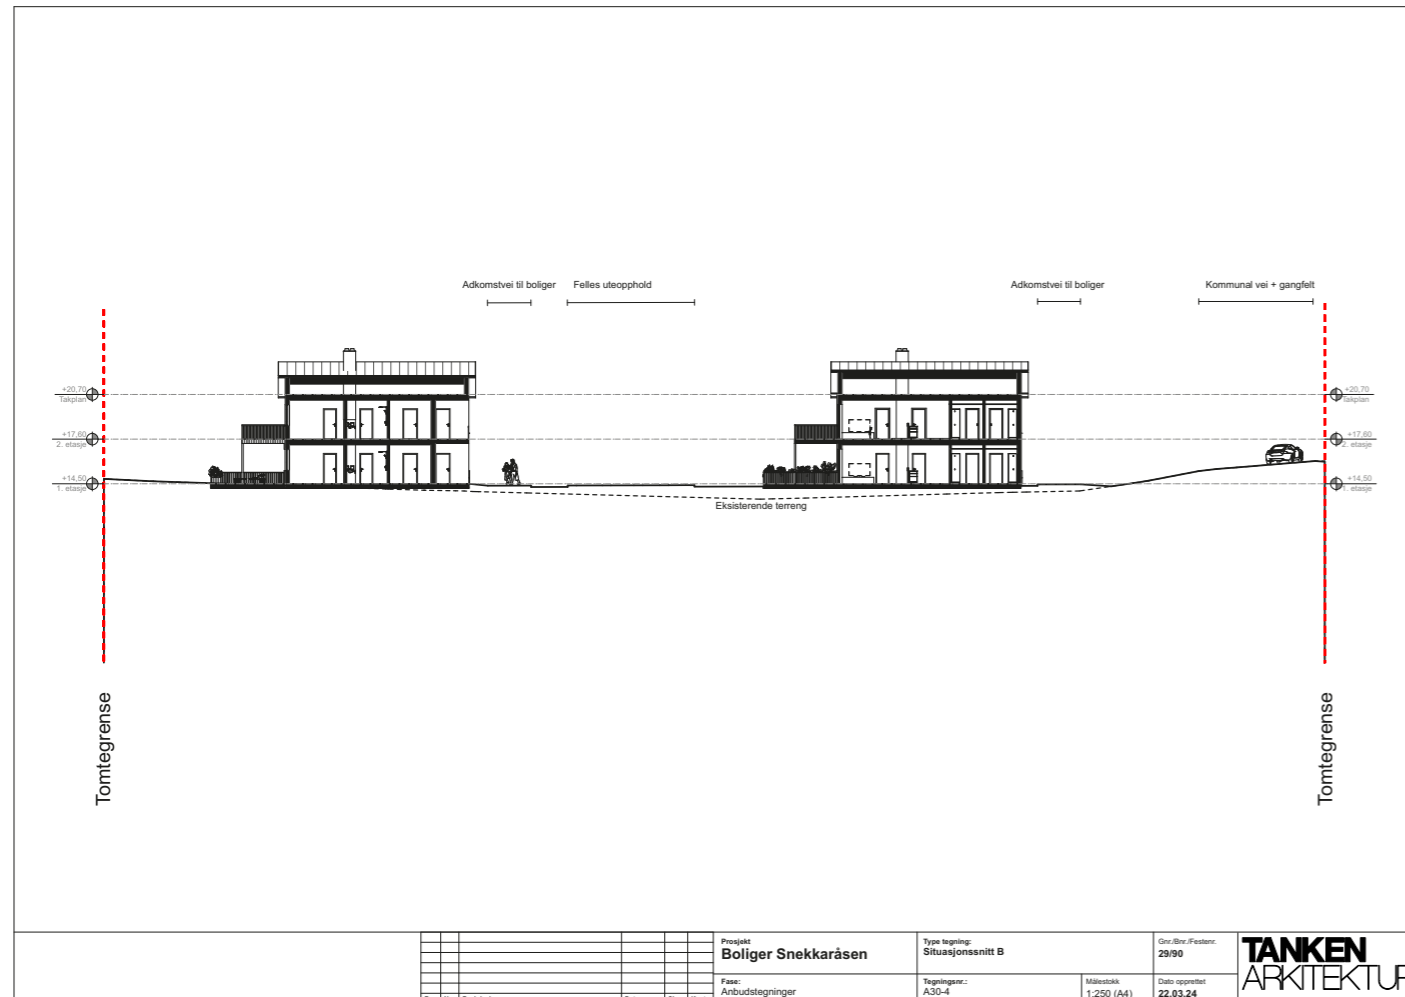 Adkomstvei til boliger
Felles uteopphold
Adkomstvei til boliger
Kommunal vei + gangfelt
+20,70
Takplan
+17,60
2. etasje
+14,50
1. etasje
+20,70
Takplan
+17,60
2. etasje
+14,50
1. etasje
Eksisterende terreng
Tomtegrense
Tomtegrense
Prosjekt
Boliger Snekkaråsen
Type tegning:
Situasjonssnitt B
Gnr./Bnr./Festenr.
29/90
Fase:
Anbudstegninger
Tegningsnr.:
A30-4
Målestokk
1:250 (A4)
Dato opprettet
22.03.24
TANKEN
ARKITEKTUR